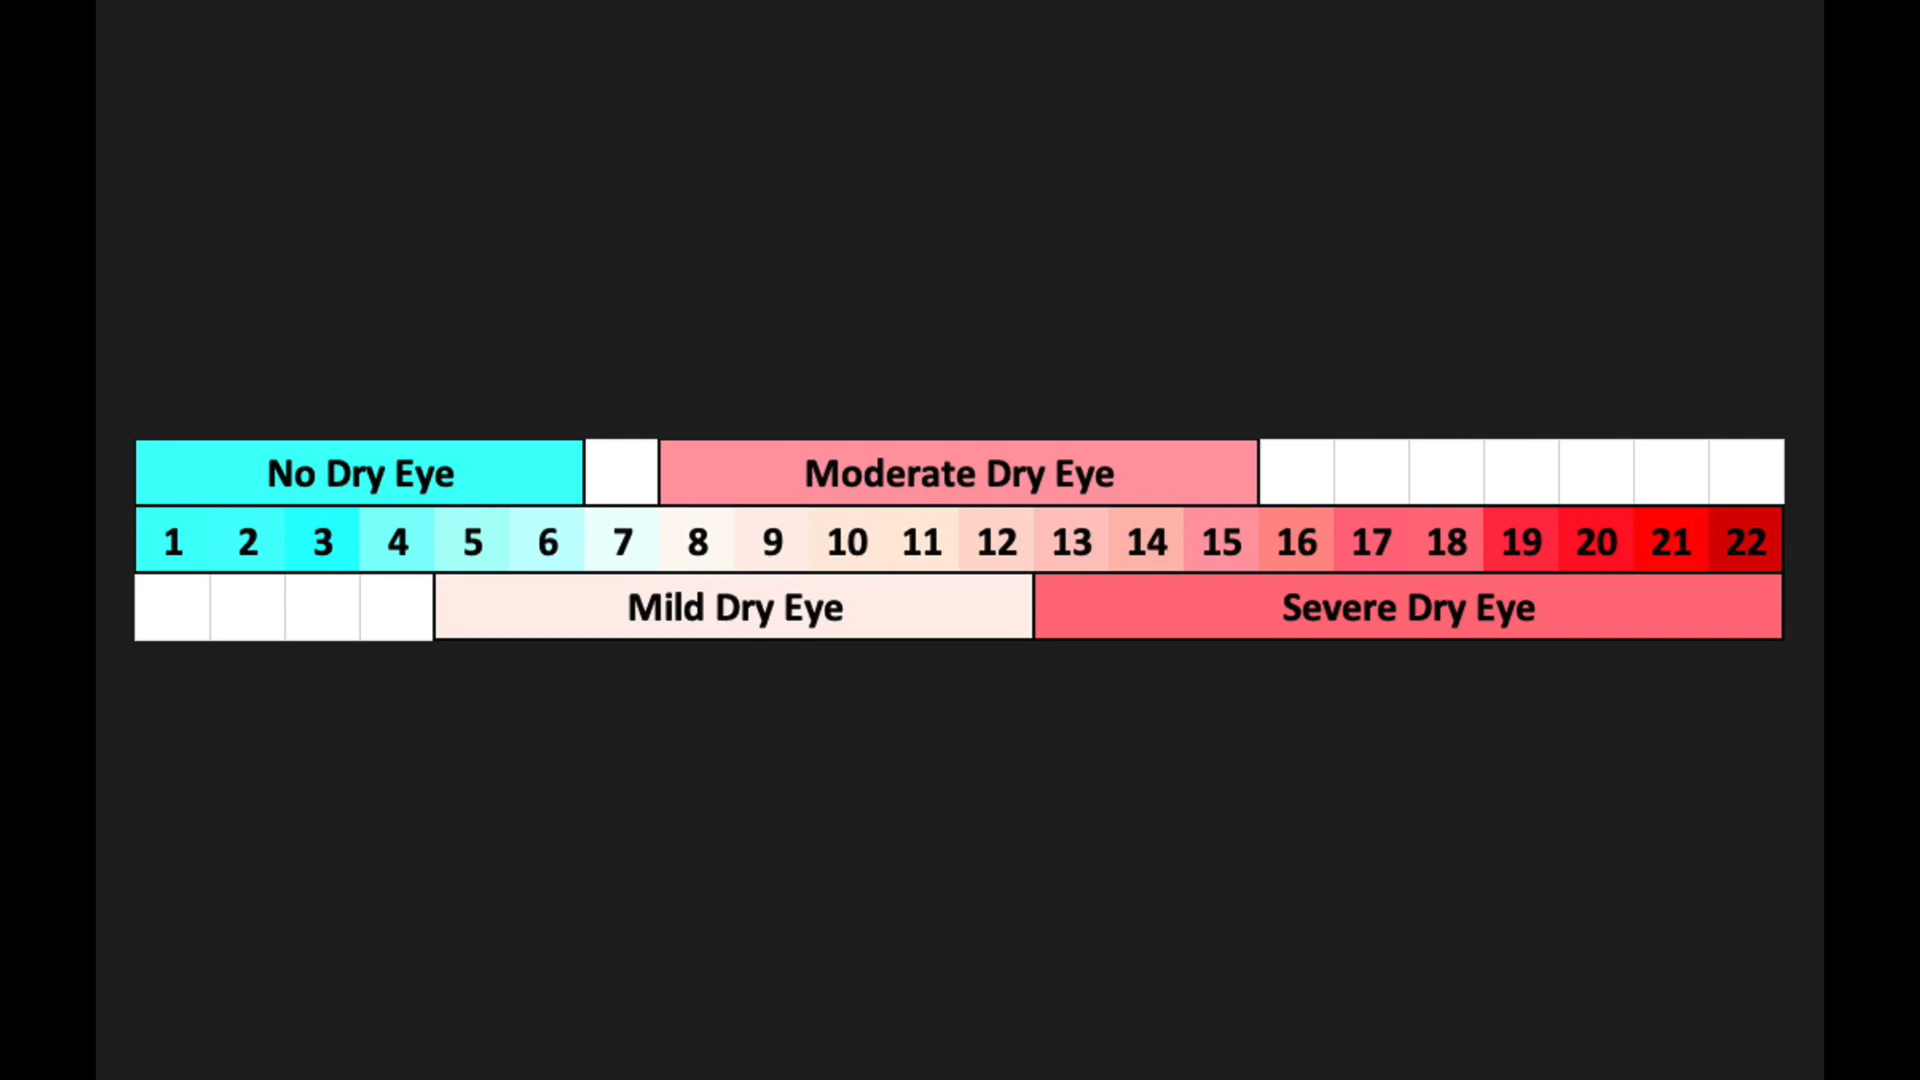 No Dry Eye Moderate Dry Eye
1 2 3 4 5 6 7 8 9 10 11 12 13 14 15 16 17 18 19 20 21 22
Mild Dry Eye Severe Dry Eye